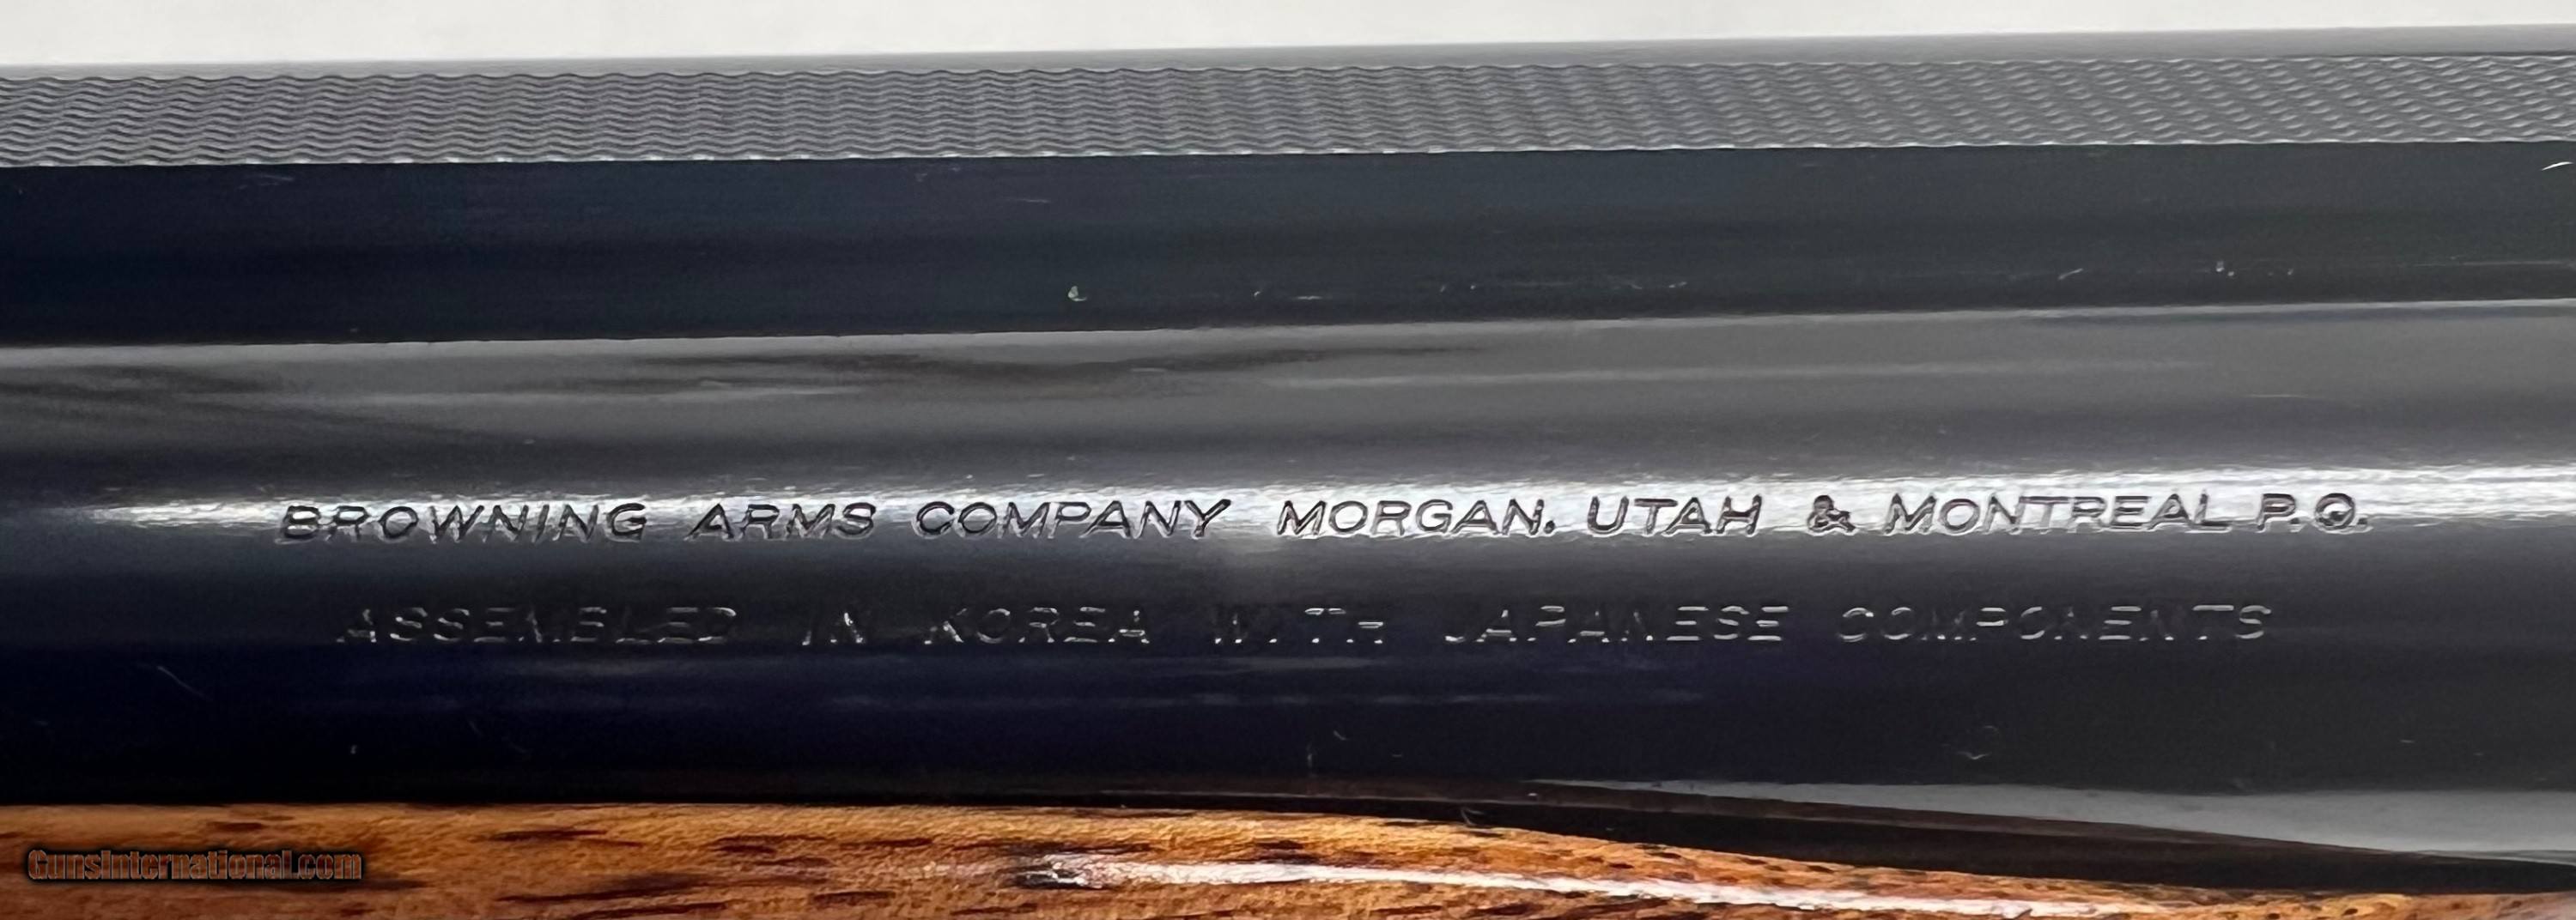 BROWNING ARMS COMPANY MORGAN. UTAH & MONTREAL P.Q.
ASSEMBLED IN KOREA WITH JAPANESE COMPONENTS
GunsInternational.com